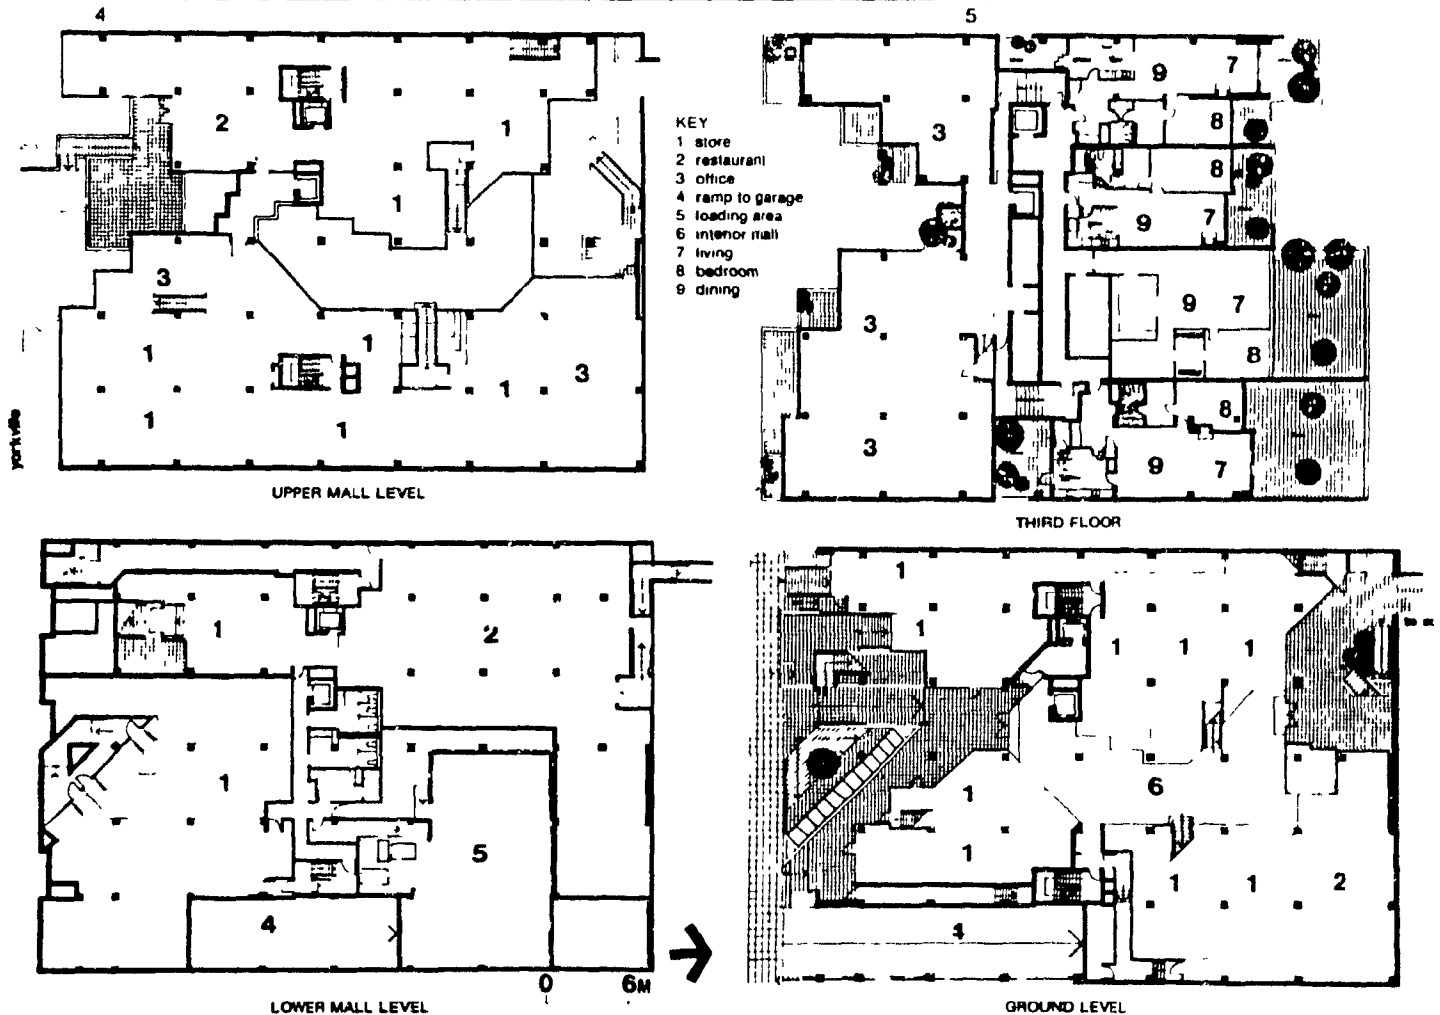 4
5
2
1
1
3
1
1
1
3
1
1
yorkville
UPPER MALL LEVEL
KEY
1 store
2 restaurant
3 office
4 ramp to garage
5 loading area
6 interior mall
7 living
8 bedroom
9 dining
9
7
3
8
8
9
7
9
7
3
8
8
3
9
7
THIRD FLOOR
1
2
1
5
4
0 6M
LOWER MALL LEVEL
1
1
1 1 1
1
6
1
1 1 2
4
GROUND LEVEL